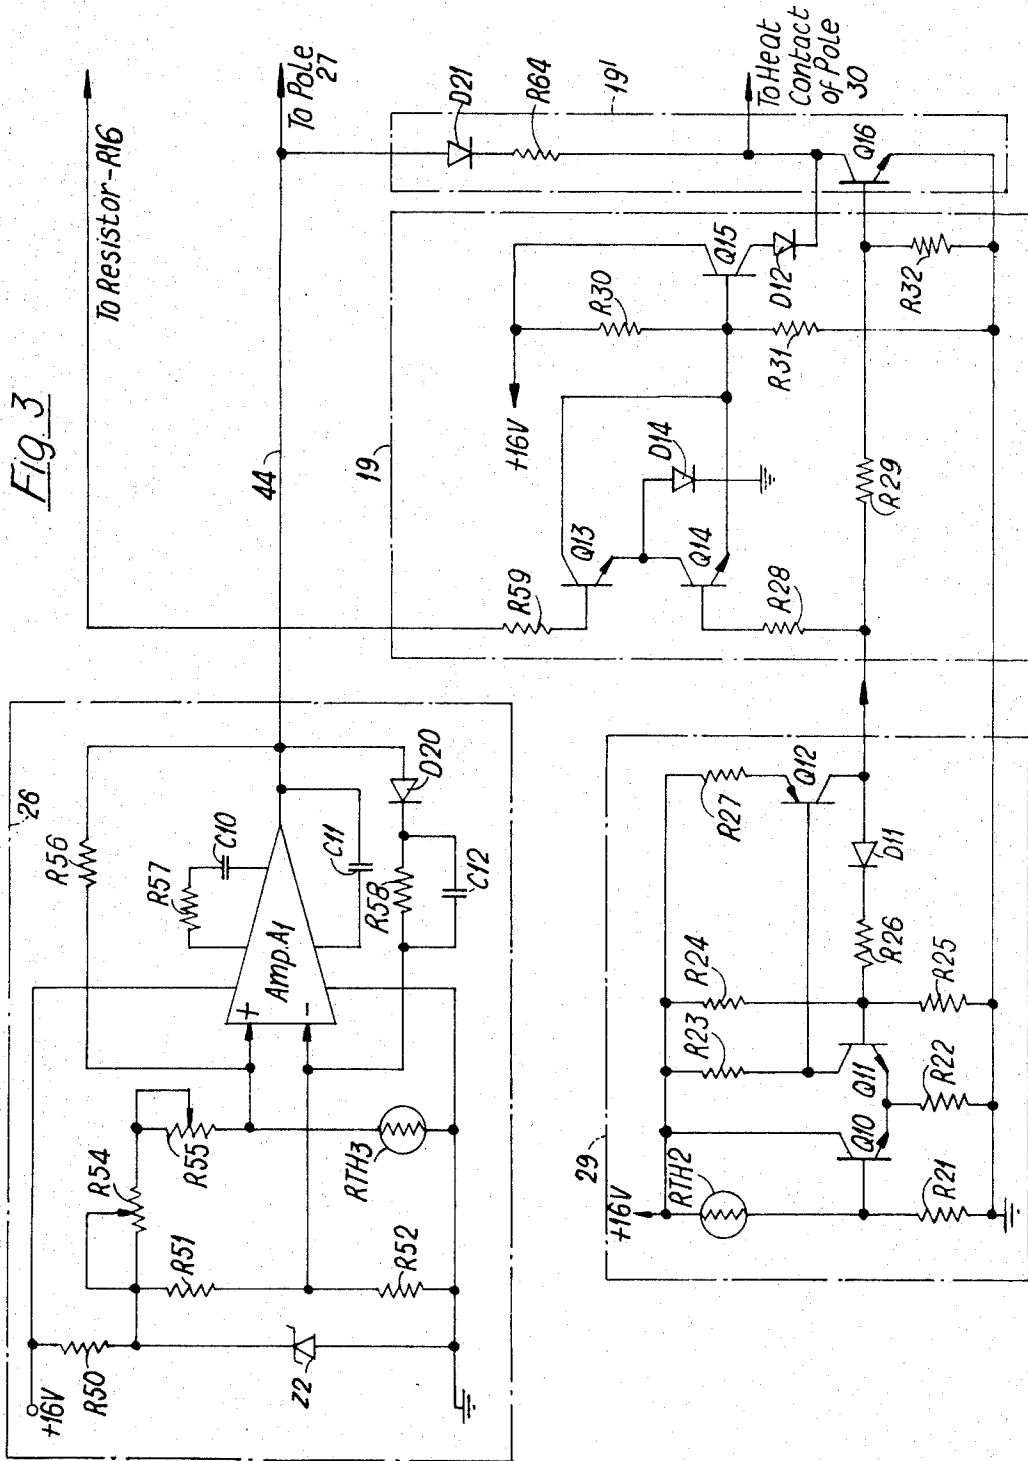 Fig. 3
To Resistor-R16
44
To Pole
27
26
+16V
R50
Z2
R51
R52
R54
R55
RTH3
R56
R57
C10
Amp.A1
+
-
C11
R58
C12
D20
D21
R64
19'
To Heat
Contact
of Pole
30
Q16
19
R59
Q13
Q14
D14
+16V
R30
Q15
D12
R31
R28
R29
R32
29
+16V
RTH2
R21
Q10
Q11
R22
R23
R24
R25
R26
D11
R27
Q12